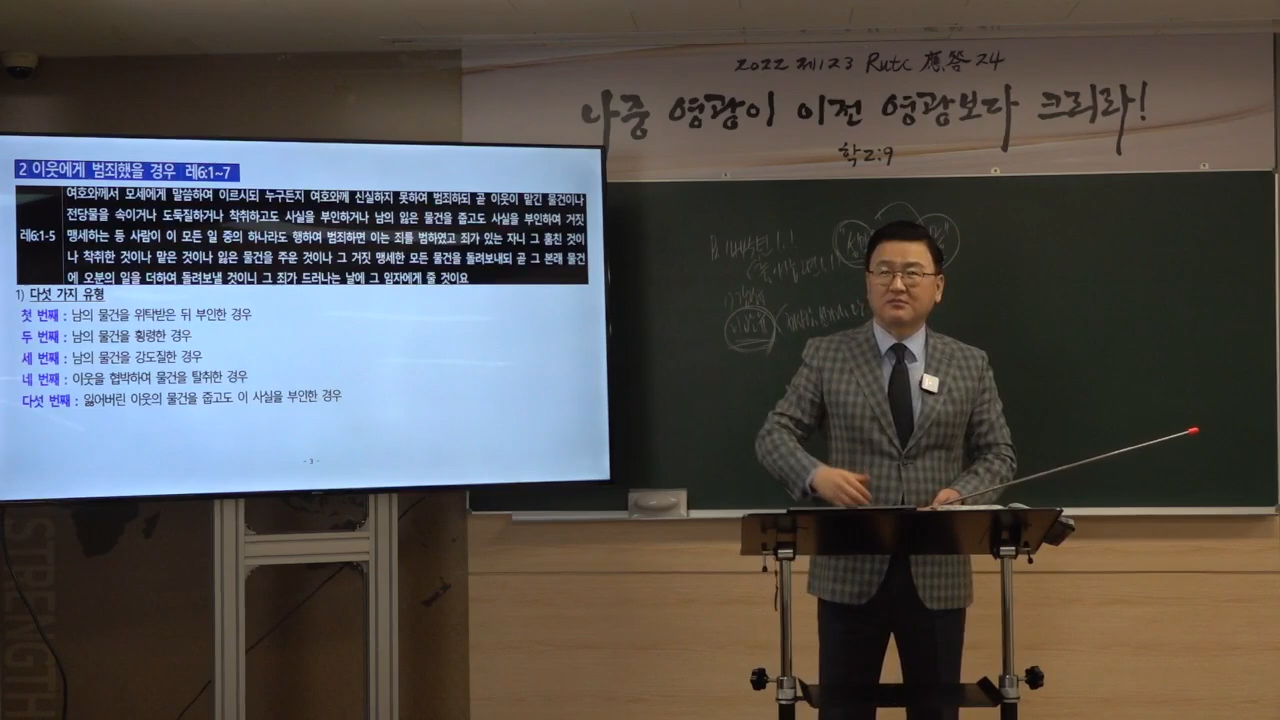 2022 제1,2,3 Rutc 應答 24
나중 영광이 이전 영광보다 크리라!
학2:9
2 이웃에게 범죄했을 경우 레6:1~7
레6:1-5
여호와께서 모세에게 말씀하여 이르시되 누구든지 여호와께 신실하지 못하여 범죄하되 곧 이웃이 맡긴 물건이나
전당물을 속이거나 도둑질하거나 착취하고도 사실을 부인하거나 남의 잃은 물건을 줍고도 사실을 부인하여 거짓
맹세하는 등 사람이 이 모든 일 중의 하나라도 행하여 범죄하면 이는 죄를 범하였고 죄가 있는 자니 그 훔친 것이
나 착취한 것이나 맡은 것이나 잃은 물건을 주운 것이나 그 거짓 맹세한 모든 물건을 돌려보내되 곧 그 본래 물건
에 오분의 일을 더하여 돌려보낼 것이니 그 죄가 드러나는 날에 그 임자에게 줄 것이요
1) 다섯 가지 유형
첫 번째 : 남의 물건을 위탁받은 뒤 부인한 경우
두 번째 : 남의 물건을 횡령한 경우
세 번째 : 남의 물건을 강도질한 경우
네 번째 : 이웃을 협박하여 물건을 탈취한 경우
다섯 번째 : 잃어버린 이웃의 물건을 줍고도 이 사실을 부인한 경우
- 3 -
STRENGTH